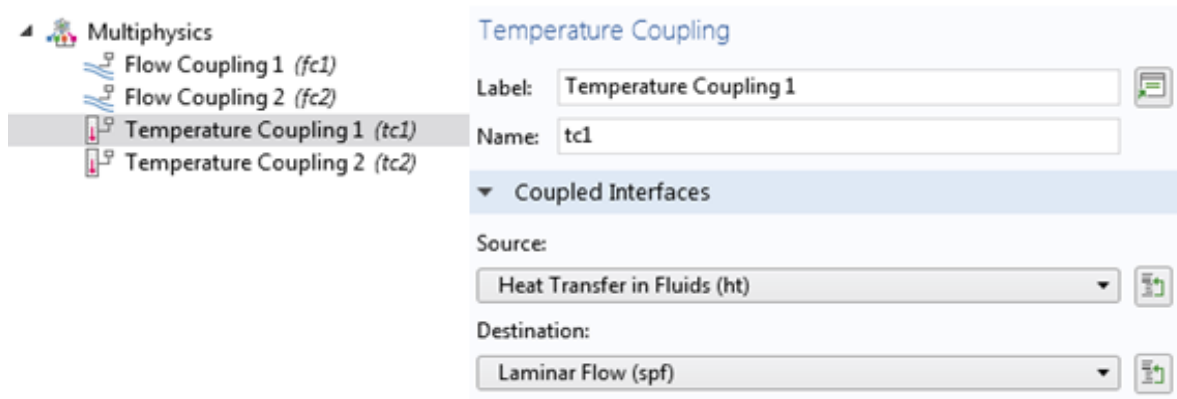 Multiphysics
Flow Coupling 1 (fc1)
Flow Coupling 2 (fc2)
Temperature Coupling 1 (tc1)
Temperature Coupling 2 (tc2)
Temperature Coupling
Label: Temperature Coupling 1
Name: tc1
Coupled Interfaces
Source:
Heat Transfer in Fluids (ht)
Destination:
Laminar Flow (spf)